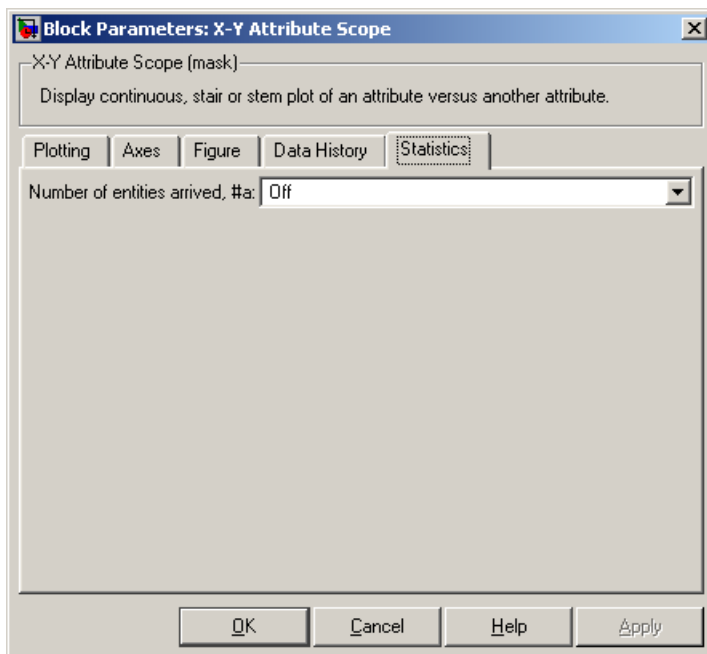 Block Parameters: X-Y Attribute Scope
X-Y Attribute Scope (mask)
Display continuous, stair or stem plot of an attribute versus another attribute.
Plotting Axes Figure Data History Statistics
Number of entities arrived, #a: Off
OK Cancel Help Apply